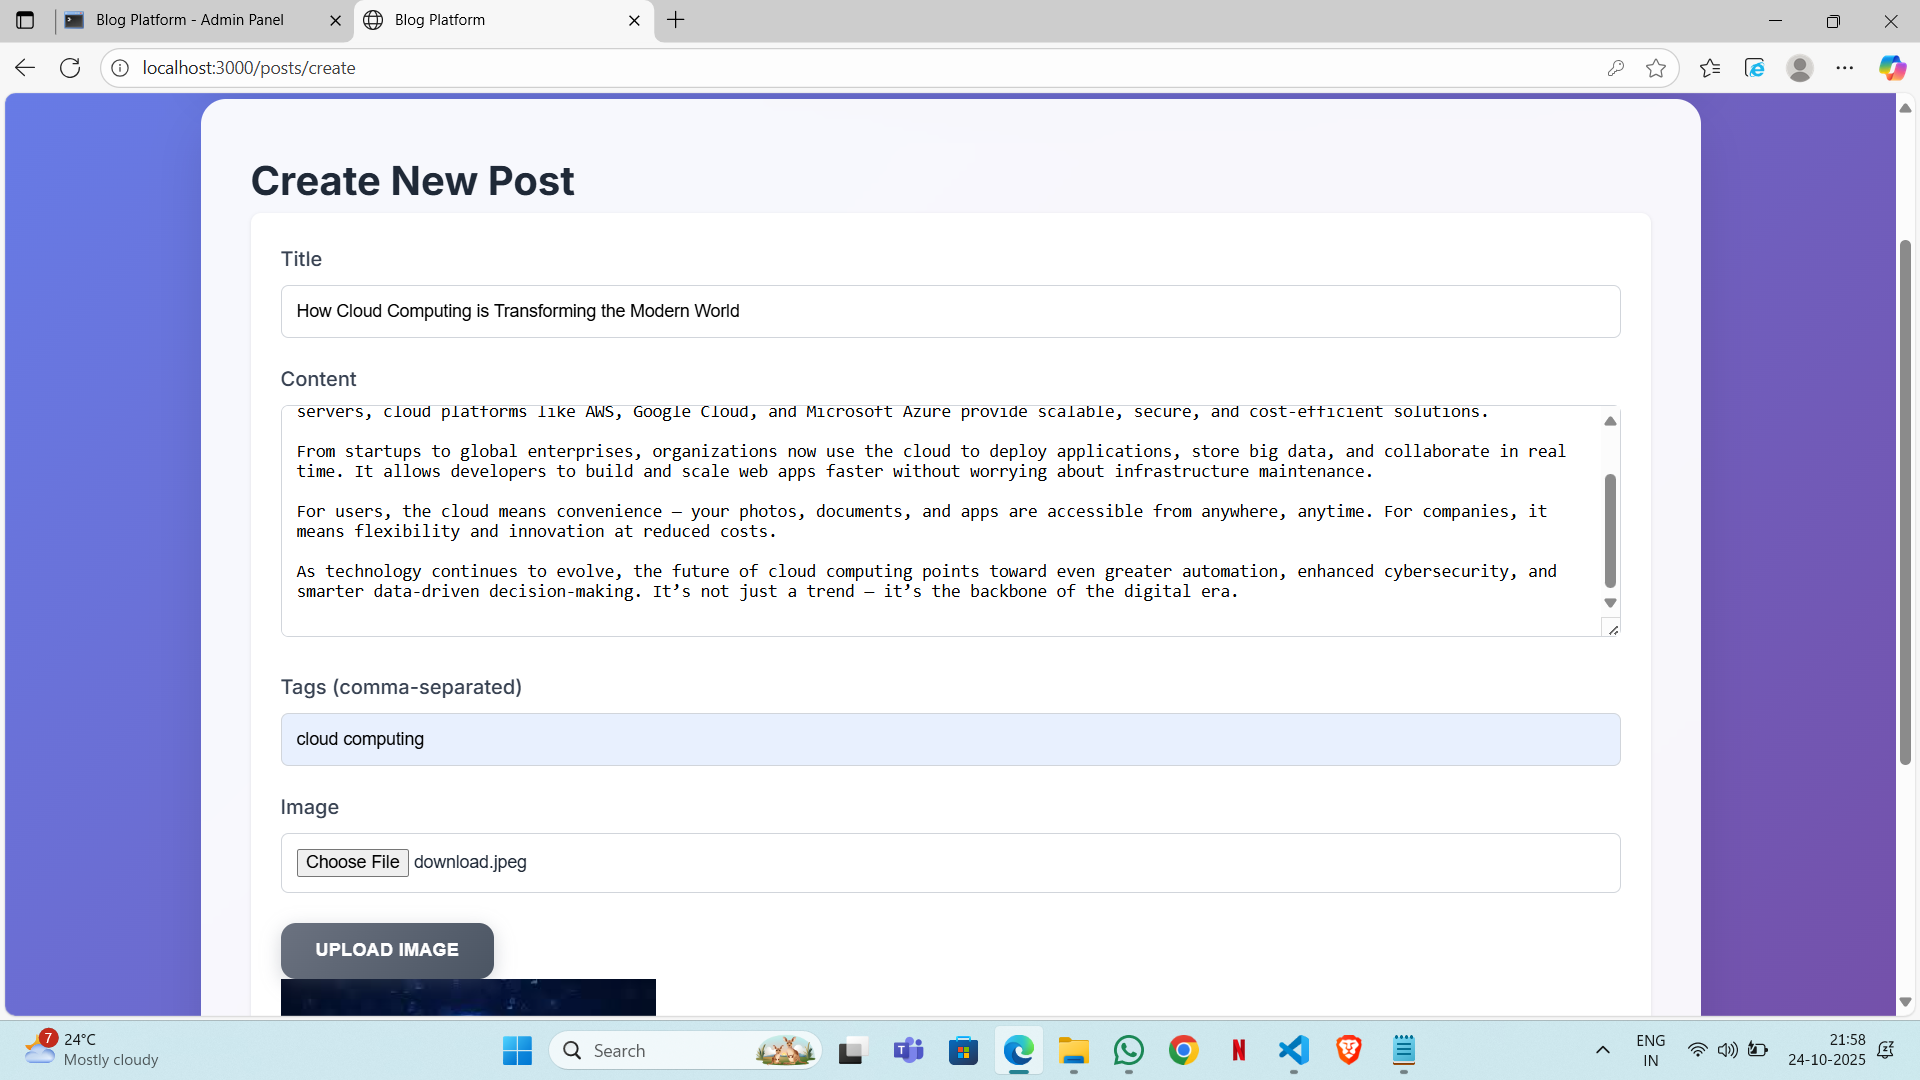 Blog Platform - Admin Panel
Blog Platform
localhost:3000/posts/create
Create New Post
Title
How Cloud Computing is Transforming the Modern World
Content
servers, cloud platforms like AWS, Google Cloud, and Microsoft Azure provide scalable, secure, and cost-efficient solutions.
From startups to global enterprises, organizations now use the cloud to deploy applications, store big data, and collaborate in real
time. It allows developers to build and scale web apps faster without worrying about infrastructure maintenance.
For users, the cloud means convenience — your photos, documents, and apps are accessible from anywhere, anytime. For companies, it
means flexibility and innovation at reduced costs.
As technology continues to evolve, the future of cloud computing points toward even greater automation, enhanced cybersecurity, and
smarter data-driven decision-making. It’s not just a trend — it’s the backbone of the digital era.
Tags (comma-separated)
cloud computing
Image
Choose File download.jpeg
UPLOAD IMAGE
7
24°C
Mostly cloudy
Search
N
ENG
IN
21:58
24-10-2025